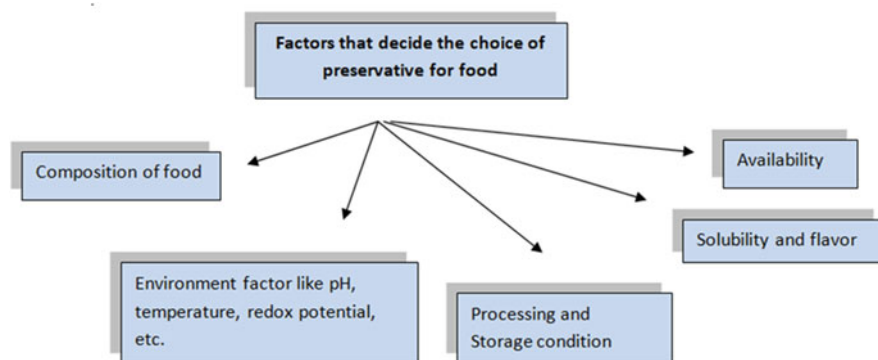 Factors that decide the choice of
preservative for food
Composition of food
Availability
Solubility and flavor
Environment factor like pH,
temperature, redox potential,
etc.
Processing and
Storage condition